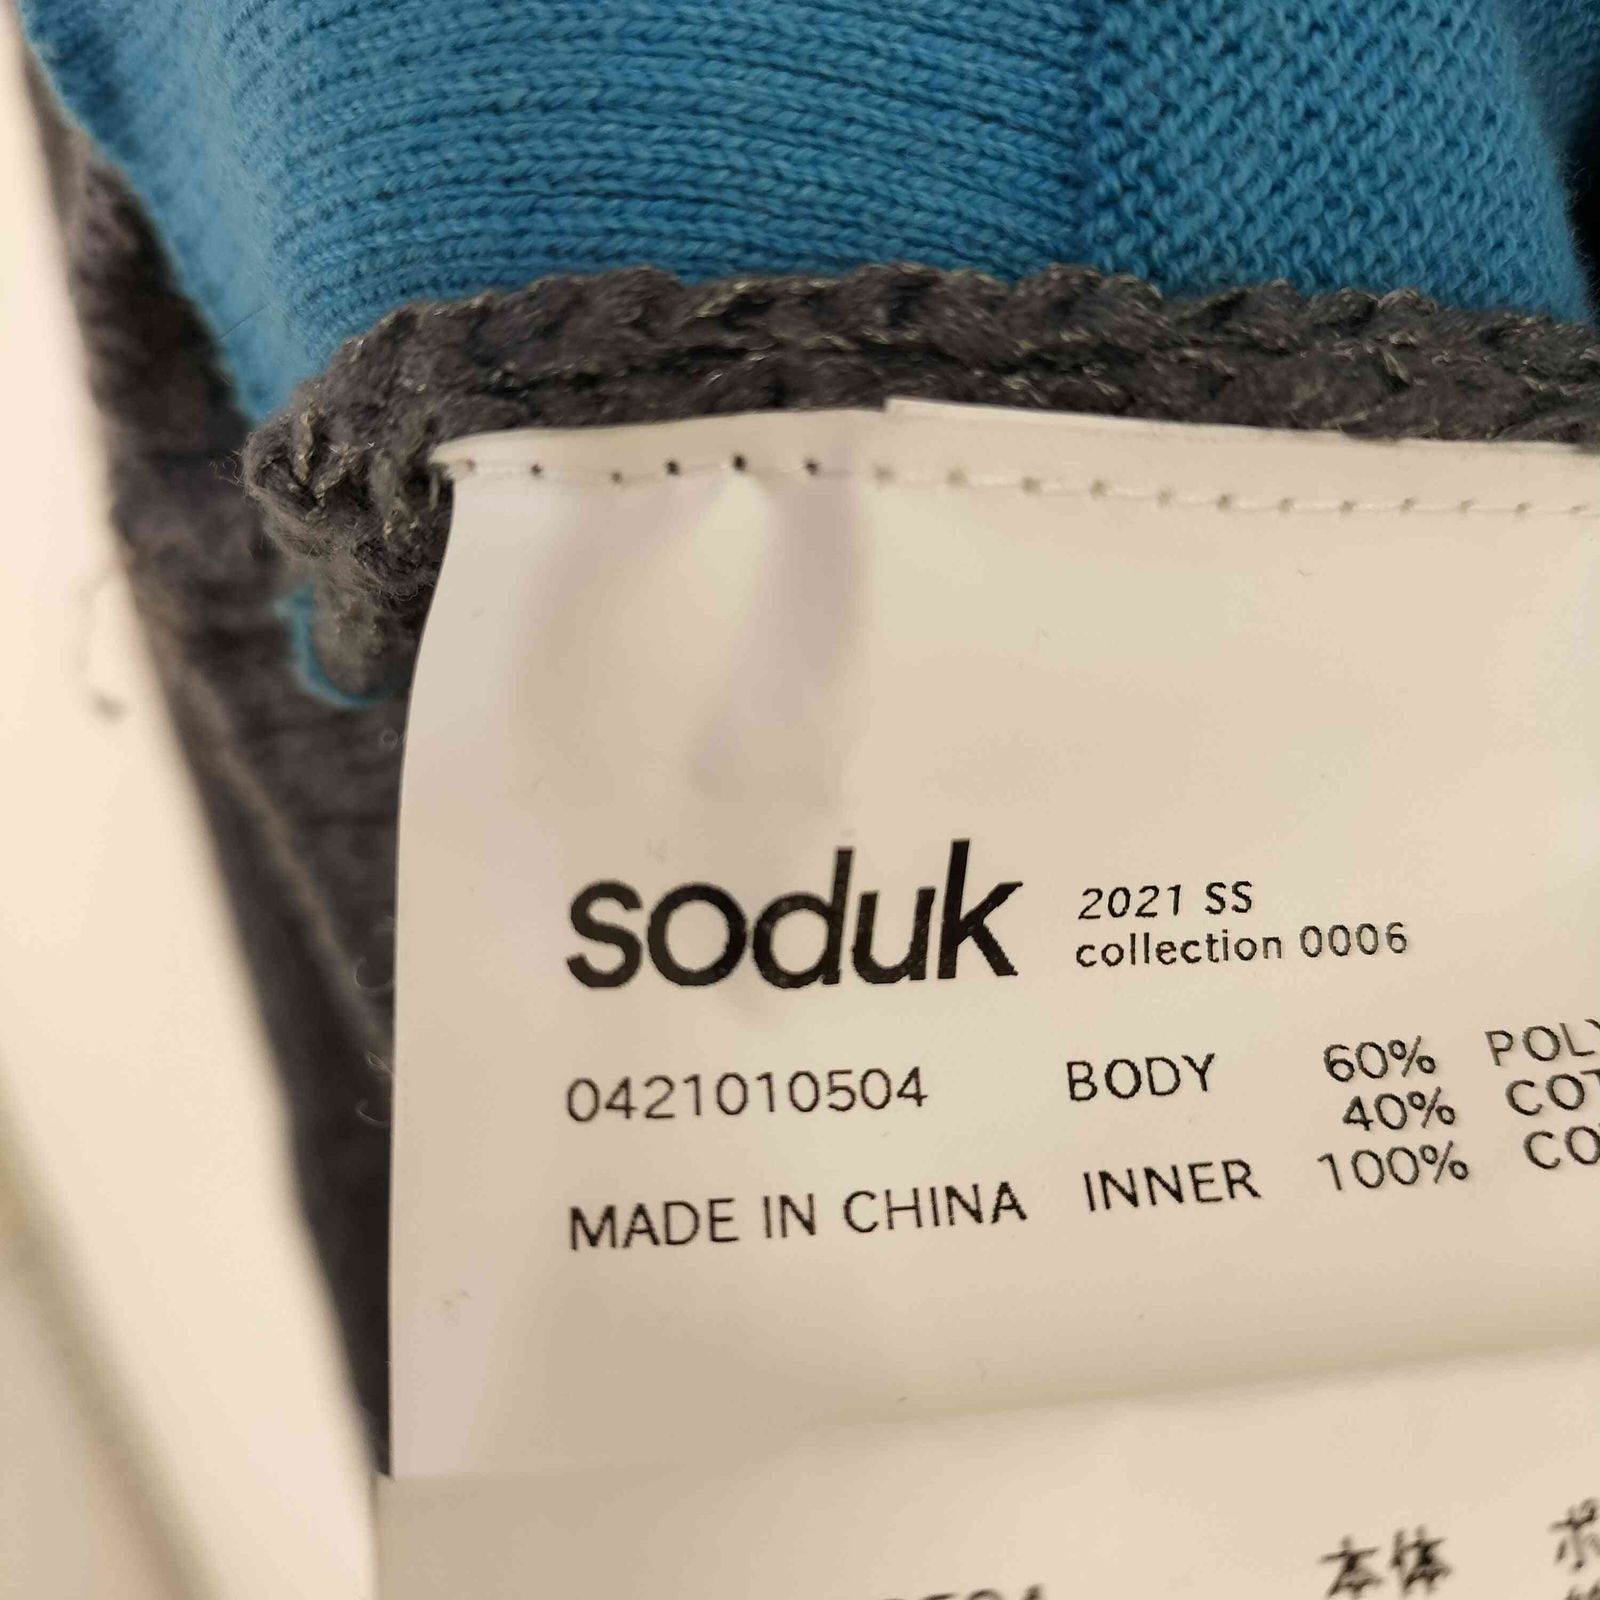 soduk
2021 SS
collection 0006
0421010504 BODY 60%
40%
MADE IN CHINA INNER 100%
本体